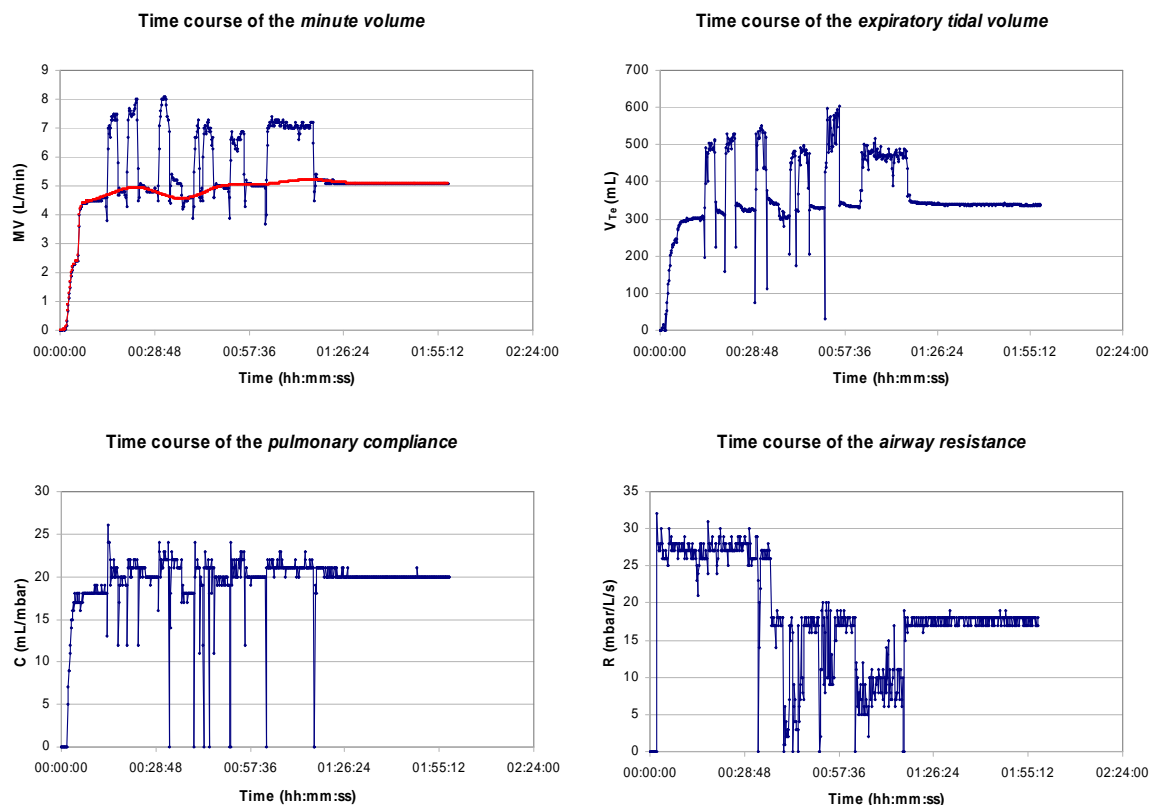 Time course of the minute volume
9
8
7
6
5
4
3
2
1
0
MV (L/min)
00:00:00 00:28:48 00:57:36 01:26:24 01:55:12 02:24:00
Time (hh:mm:ss)
Time course of the expiratory tidal volume
700
600
500
400
300
200
100
0
VTe (mL)
00:00:00 00:28:48 00:57:36 01:26:24 01:55:12 02:24:00
Time (hh:mm:ss)
Time course of the pulmonary compliance
30
25
20
15
10
5
0
C (mL/mbar)
00:00:00 00:28:48 00:57:36 01:26:24 01:55:12 02:24:00
Time (hh:mm:ss)
Time course of the airway resistance
35
30
25
20
15
10
5
0
R (mbar/L/s)
00:00:00 00:28:48 00:57:36 01:26:24 01:55:12 02:24:00
Time (hh:mm:ss)